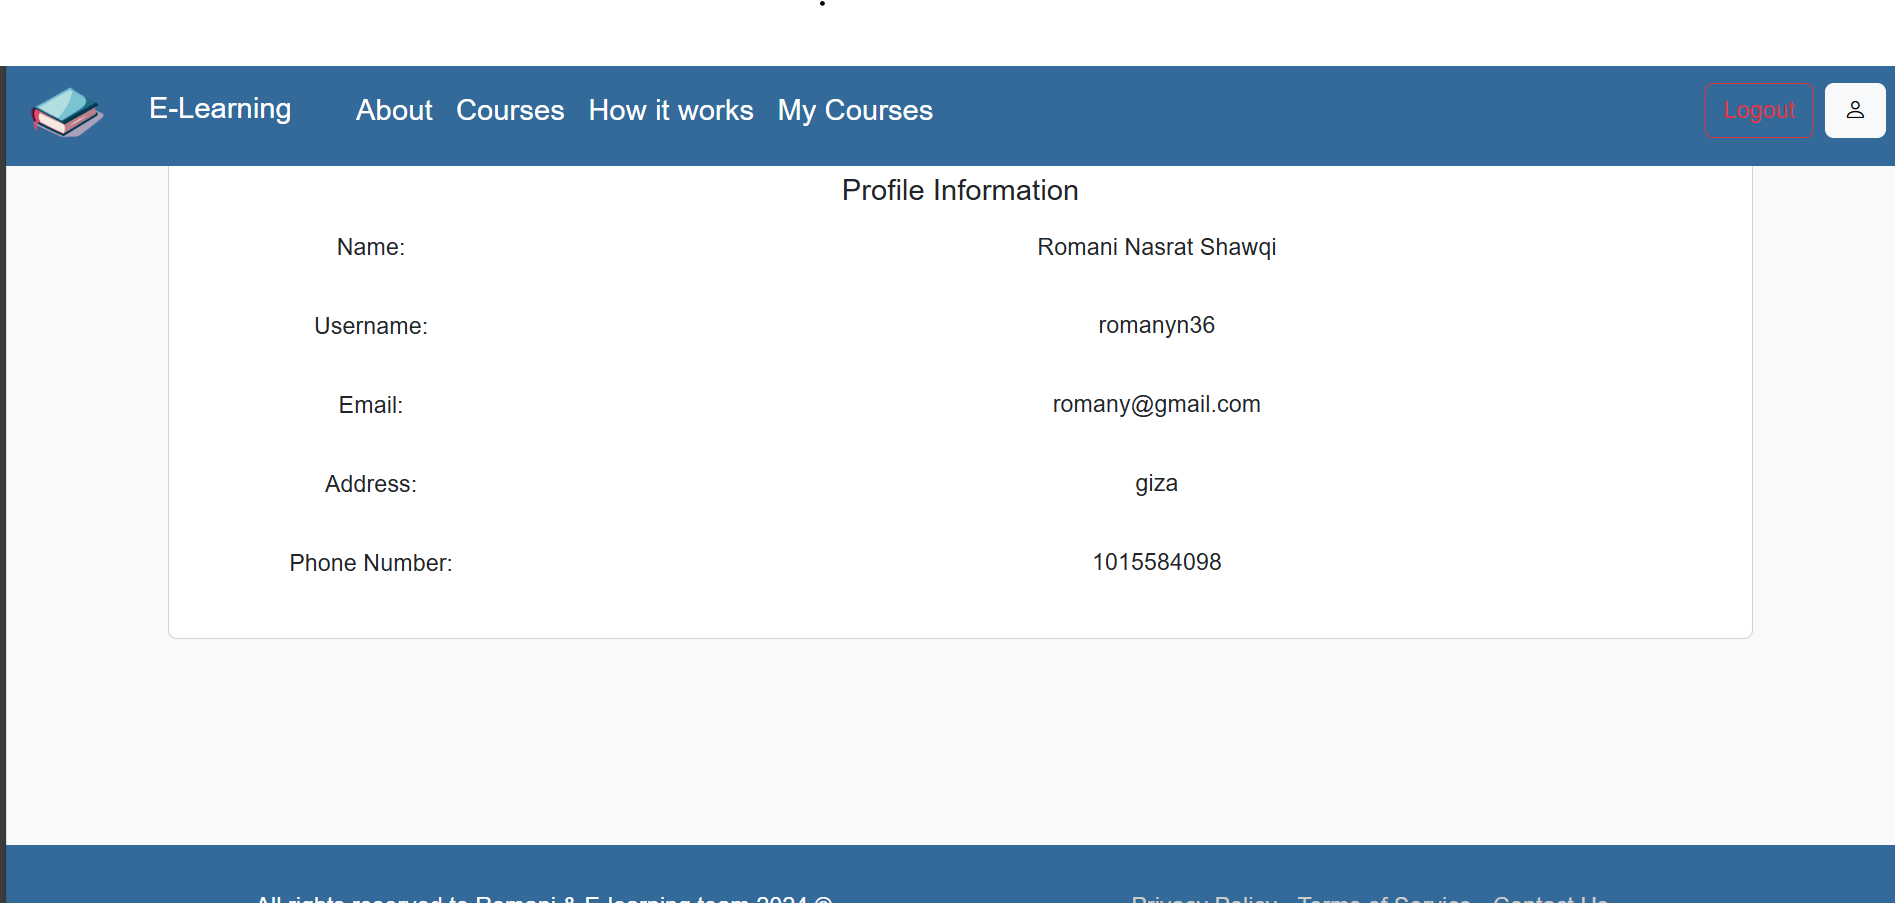 E-Learning About Courses How it works My Courses Logout
Profile Information
Name: Romani Nasrat Shawqi
Username: romanyn36
Email: romany@gmail.com
Address: giza
Phone Number: 1015584098
All rights reserved to Romani & E-learning team 2024 © Privacy Policy Terms of Service Contact Us